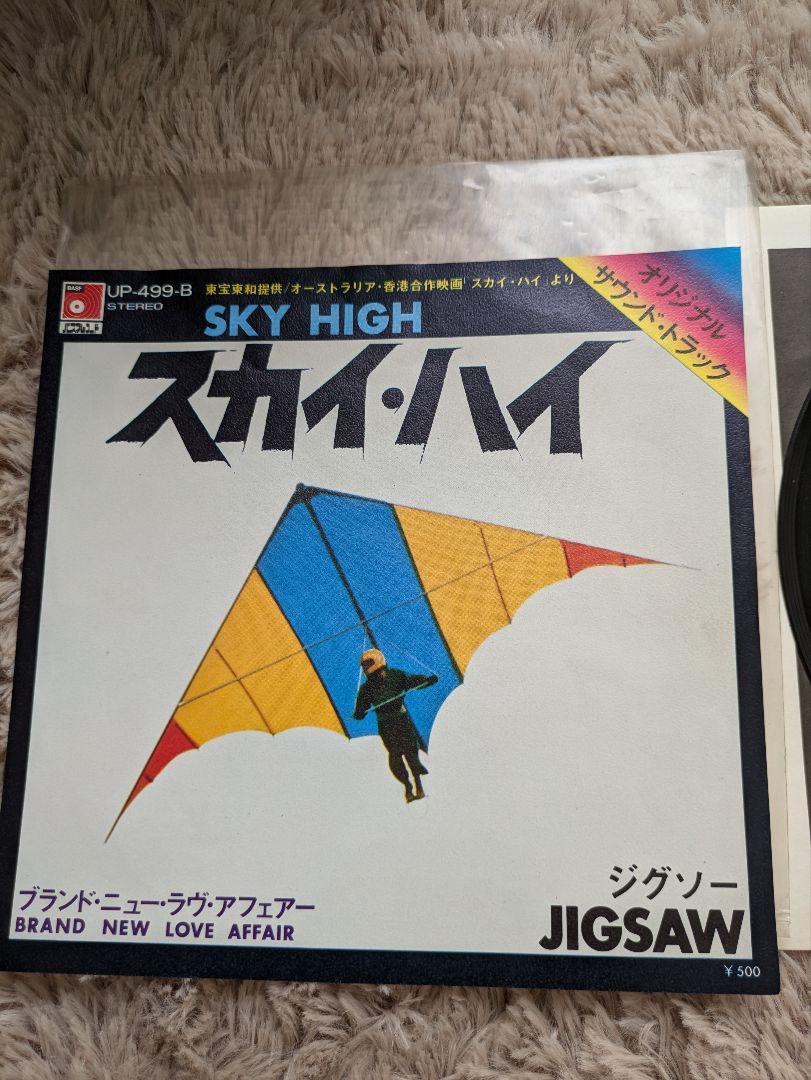 BASF
UP-499-B
STEREO
東宝東和提供/オーストラリア・香港合作映画「スカイ・ハイ」より
SKY HIGH
オリジナル
サウンド・トラック
スカイ・ハイ
ブランド・ニュー・ラヴ・アフェアー
BRAND NEW LOVE AFFAIR
ジグソー
JIGSAW
¥500